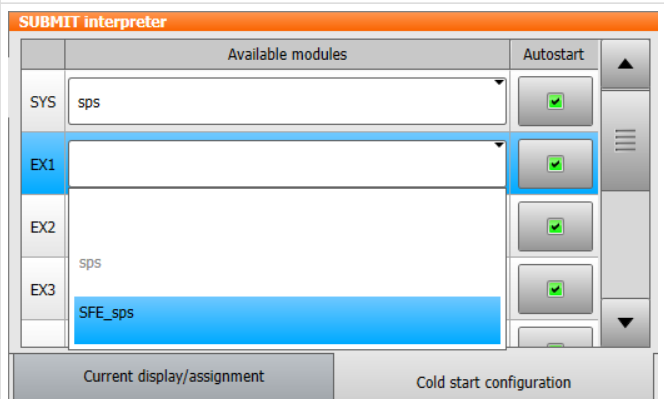 SUBMIT interpreter
Available modules Autostart
SYS sps
EX1
EX2
sps
EX3
SFE_sps
Current display/assignment Cold start configuration